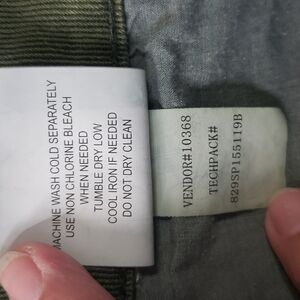 MACHINE WASH COLD SEPARATELY
USE NON CHLORINE BLEACH
WHEN NEEDED
TUMBLE DRY LOW
COOL IRON IF NEEDED
DO NOT DRY CLEAN
VENDOR#10368
TECHPACK#
829SP155119B